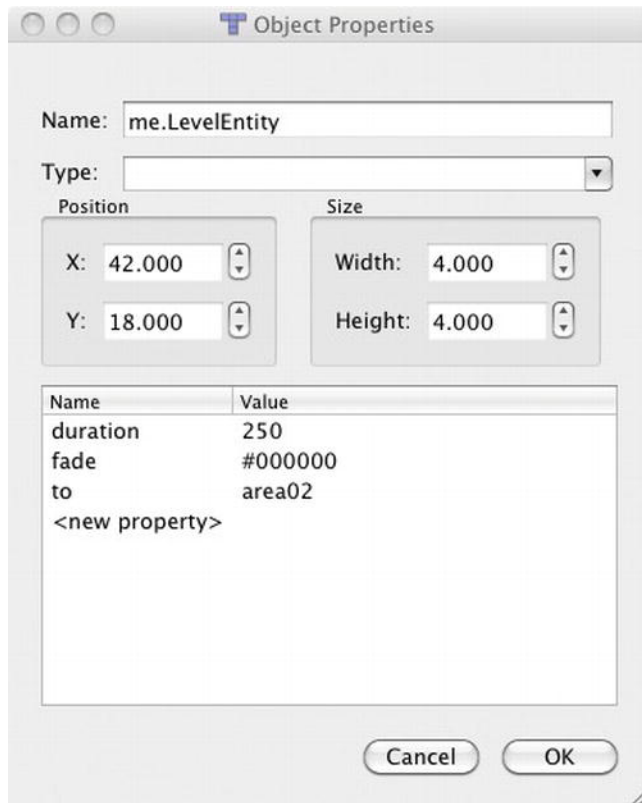 Object Properties
Name: me.LevelEntity
Type:
Position Size
X: 42.000 Width: 4.000
Y: 18.000 Height: 4.000
Name Value
duration 250
fade #000000
to area02
<new property>
Cancel OK